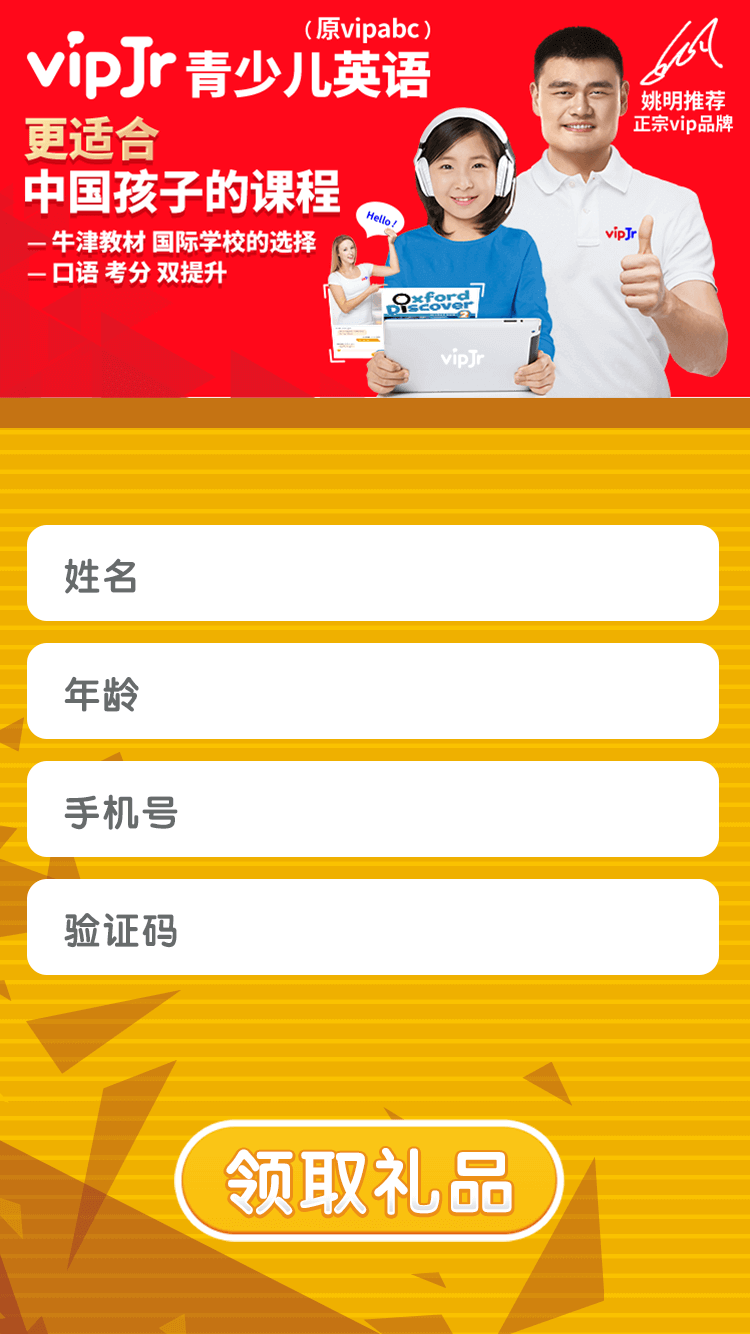 （原vipabc）
vipJr 青少儿英语
姚明推荐
正宗vip品牌
更适合
中国孩子的课程
— 牛津教材 国际学校的选择
— 口语 考分 双提升
Hello！
vipJr
Oxford
Discover
2
vipJr
姓名
年龄
手机号
验证码
领取礼品